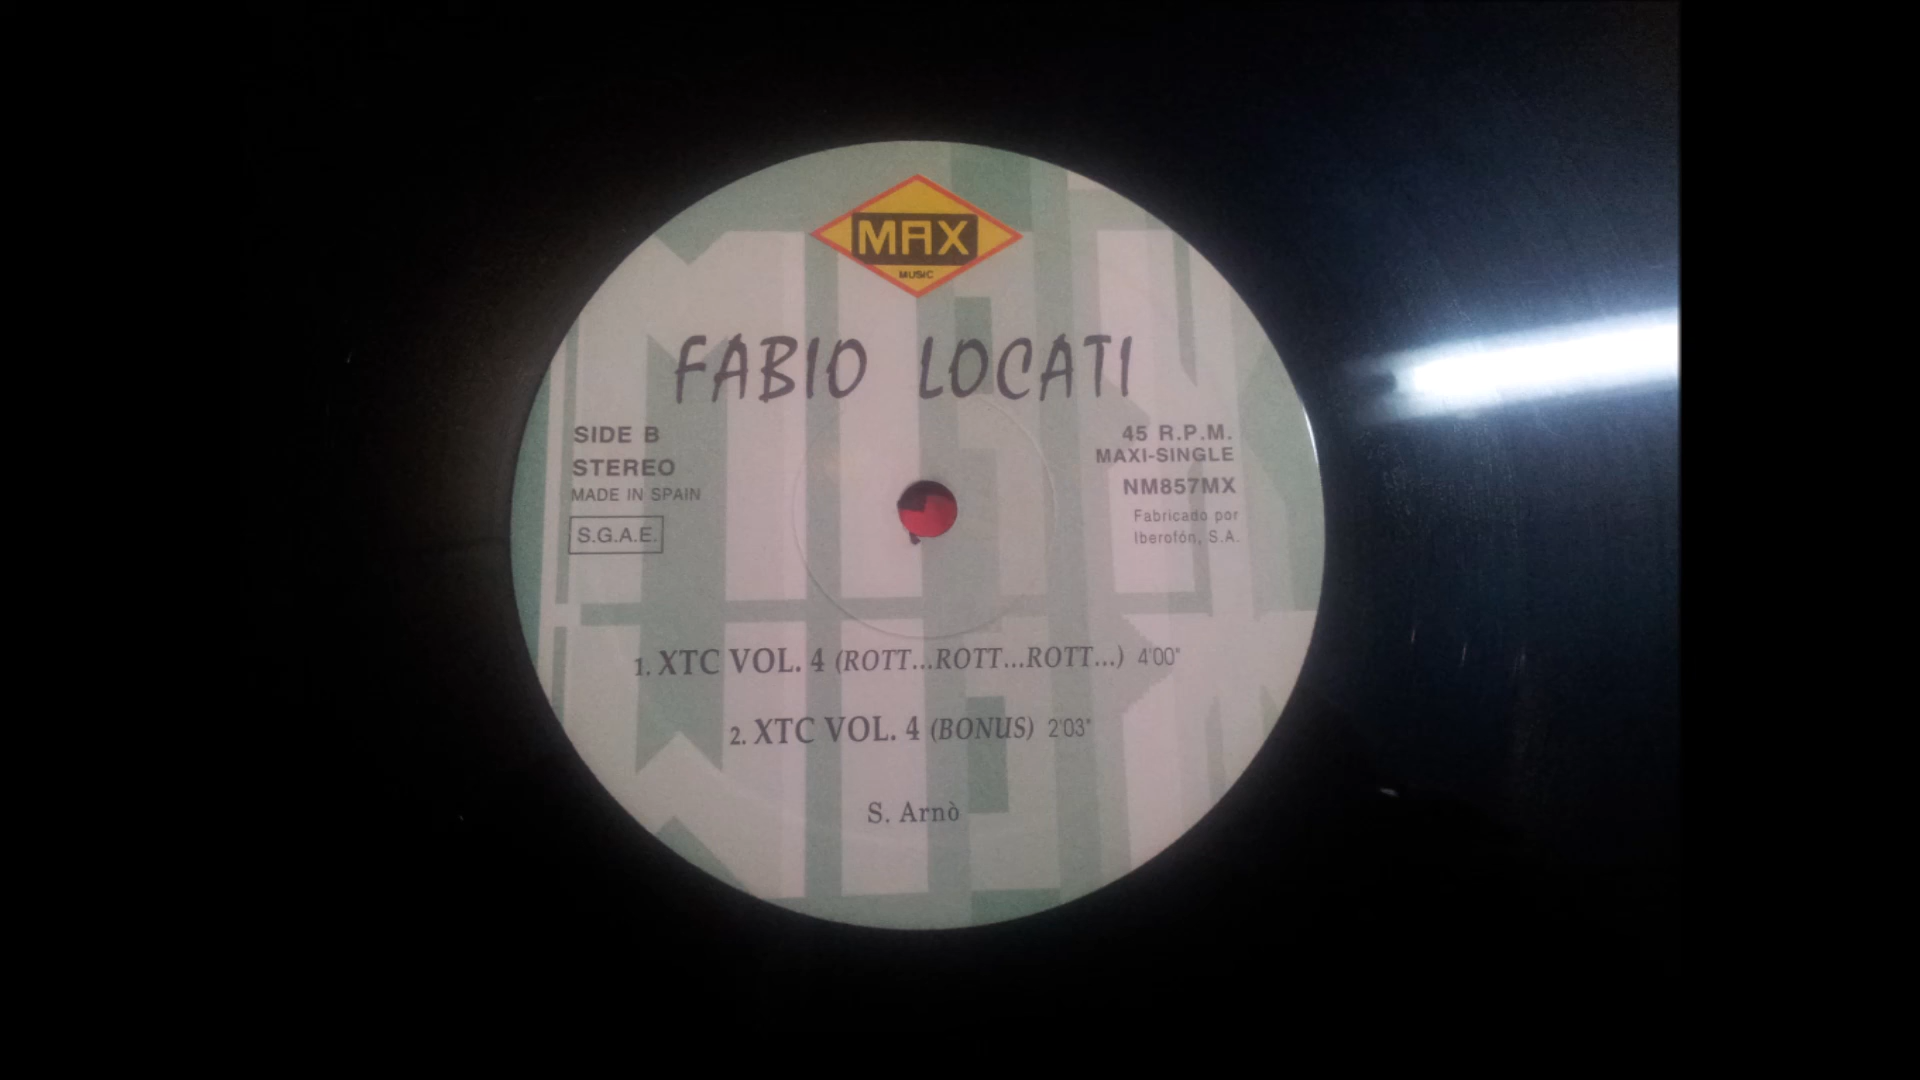 MAX
MUSIC
FABIO LOCATI
SIDE B
STEREO
MADE IN SPAIN
S.G.A.E.
45 R.P.M.
MAXI-SINGLE
NM857MX
Fabricado por
Iberofón, S.A.
1. XTC VOL. 4 (ROTT...ROTT...ROTT...) 4'00"
2. XTC VOL. 4 (BONUS) 2'03"
S. Arnò